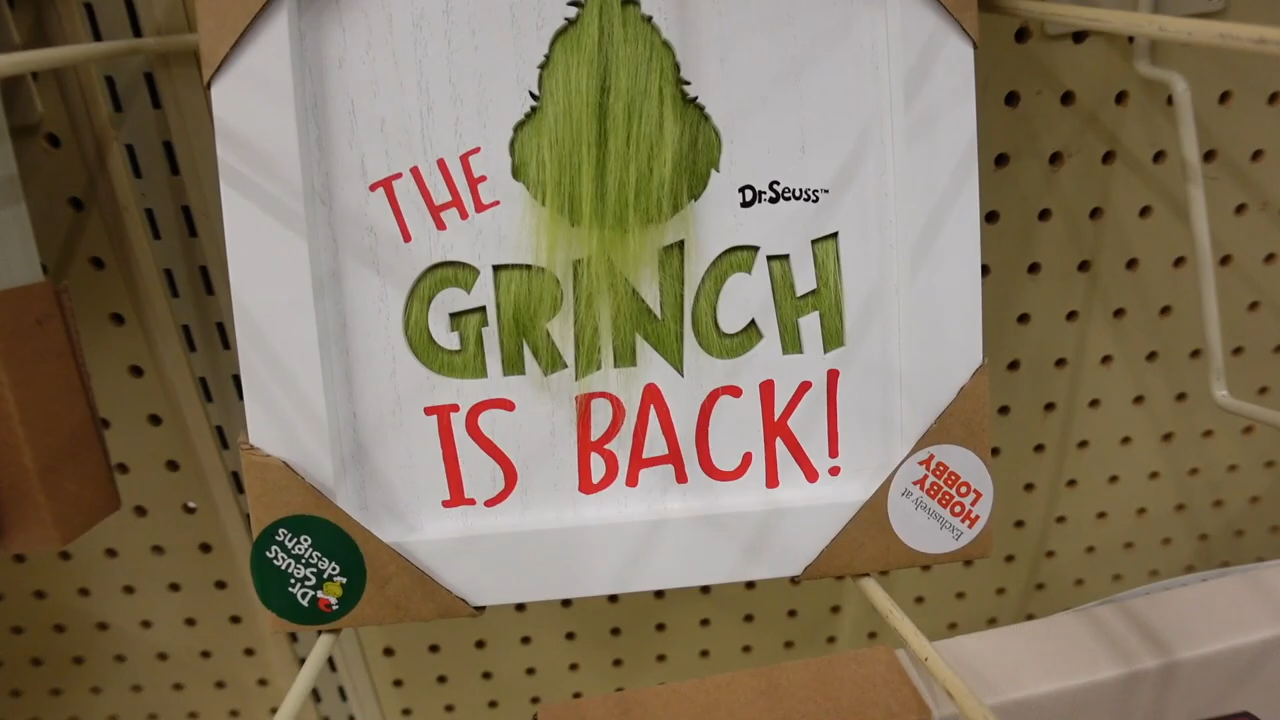 THE
Dr. Seuss™
GRINCH
IS BACK!
Dr.
Seuss
designs
Exclusively at
HOBBY
LOBBY